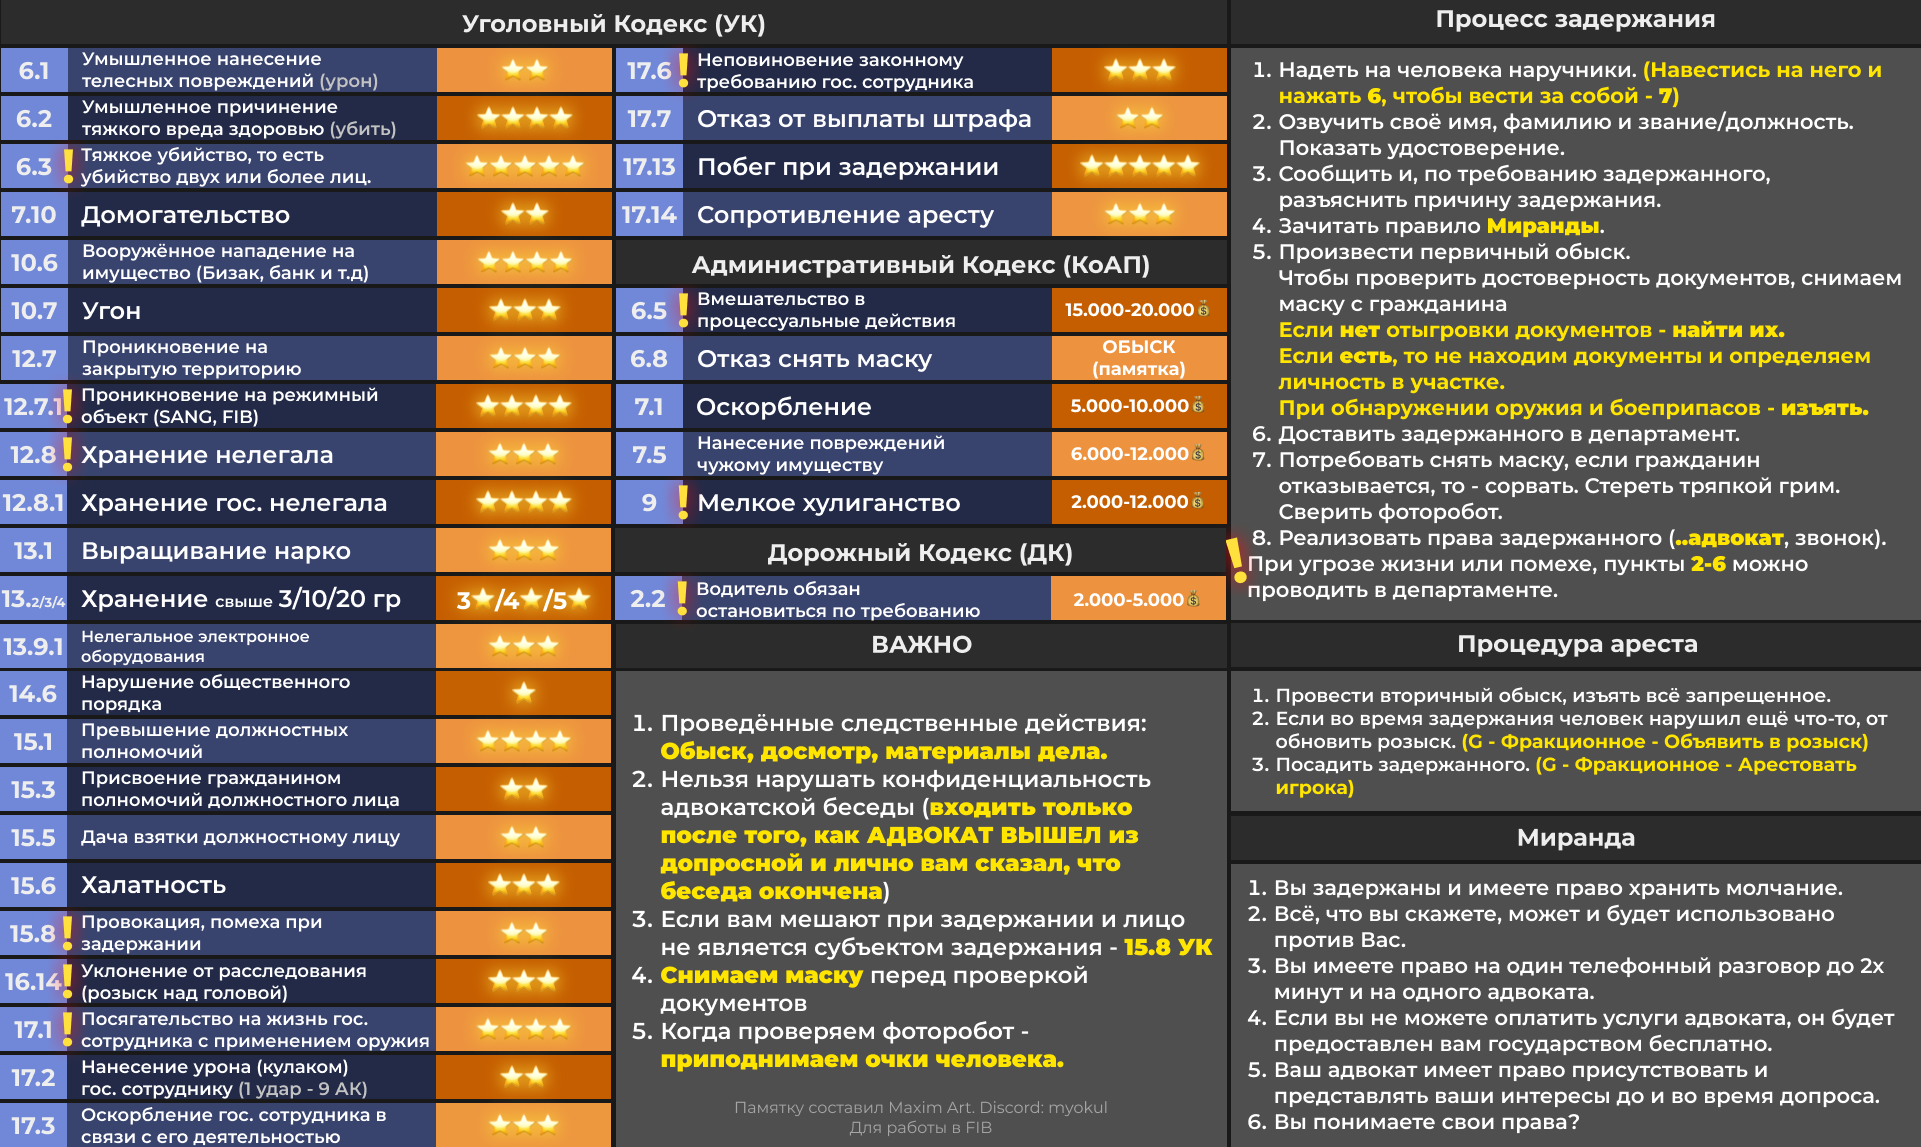 Уголовный Кодекс (УК)
6.1 Умышленное нанесение
телесных повреждений (урон)
6.2 Умышленное причинение
тяжкого вреда здоровью (убить)
6.3 ! Тяжкое убийство, то есть
убийство двух или более лиц.
7.10 Домогательство
10.6 Вооружённое нападение на
имущество (Бизак, банк и т.д)
10.7 Угон
12.7 Проникновение на
закрытую территорию
12.7.1 ! Проникновение на режимный
объект (SANG, FIB)
12.8 ! Хранение нелегала
12.8.1 Хранение гос. нелегала
13.1 Выращивание нарко
13.2/3/4 Хранение свыше 3/10/20 гр 3⭐/4⭐/5⭐
13.9.1 Нелегальное электронное
оборудования
14.6 Нарушение общественного
порядка
15.1 Превышение должностных
полномочий
15.3 Присвоение гражданином
полномочий должностного лица
15.5 Дача взятки должностному лицу
15.6 Халатность
15.8 ! Провокация, помеха при
задержании
16.14 ! Уклонение от расследования
(розыск над головой)
17.1 ! Посягательство на жизнь гос.
сотрудника с применением оружия
17.2 Нанесение урона (кулаком)
гос. сотруднику (1 удар - 9 АК)
17.3 Оскорбление гос. сотрудника в
связи с его деятельностью
17.6 ! Неповиновение законному
требованию гос. сотрудника
17.7 Отказ от выплаты штрафа
17.13 Побег при задержании
17.14 Сопротивление аресту
Административный Кодекс (КоАП)
6.5 ! Вмешательство в
процессуальные действия 15.000-20.000
6.8 Отказ снять маску ОБЫСК
(памятка)
7.1 Оскорбление 5.000-10.000
7.5 Нанесение повреждений
чужому имуществу 6.000-12.000
9 ! Мелкое хулиганство 2.000-12.000
Дорожный Кодекс (ДК)
2.2 ! Водитель обязан
остановиться по требованию 2.000-5.000
ВАЖНО
1. Проведённые следственные действия:
Обыск, досмотр, материалы дела.
2. Нельзя нарушать конфиденциальность
адвокатской беседы (входить только
после того, как АДВОКАТ ВЫШЕЛ из
допросной и лично вам сказал, что
беседа окончена)
3. Если вам мешают при задержании и лицо
не является субъектом задержания - 15.8 УК
4. Снимаем маску перед проверкой
документов
5. Когда проверяем фоторобот -
приподнимаем очки человека.
Памятку составил Maxim Art. Discord: myokul
Для работы в FIB
Процесс задержания
1. Надеть на человека наручники. (Навестись на него и
нажать 6, чтобы вести за собой - 7)
2. Озвучить своё имя, фамилию и звание/должность.
Показать удостоверение.
3. Сообщить и, по требованию задержанного,
разъяснить причину задержания.
4. Зачитать правило Миранды.
5. Произвести первичный обыск.
Чтобы проверить достоверность документов, снимаем
маску с гражданина
Если нет отыгровки документов - найти их.
Если есть, то не находим документы и определяем
личность в участке.
При обнаружении оружия и боеприпасов - изъять.
6. Доставить задержанного в департамент.
7. Потребовать снять маску, если гражданин
отказывается, то - сорвать. Стереть тряпкой грим.
Сверить фоторобот.
8. Реализовать права задержанного (..адвокат, звонок).
! При угрозе жизни или помехе, пункты 2-6 можно
проводить в департаменте.
Процедура ареста
1. Провести вторичный обыск, изъять всё запрещенное.
2. Если во время задержания человек нарушил ещё что-то, от
обновить розыск. (G - Фракционное - Объявить в розыск)
3. Посадить задержанного. (G - Фракционное - Арестовать
игрока)
Миранда
1. Вы задержаны и имеете право хранить молчание.
2. Всё, что вы скажете, может и будет использовано
против Вас.
3. Вы имеете право на один телефонный разговор до 2х
минут и на одного адвоката.
4. Если вы не можете оплатить услуги адвоката, он будет
предоставлен вам государством бесплатно.
5. Ваш адвокат имеет право присутствовать и
представлять ваши интересы до и во время допроса.
6. Вы понимаете свои права?